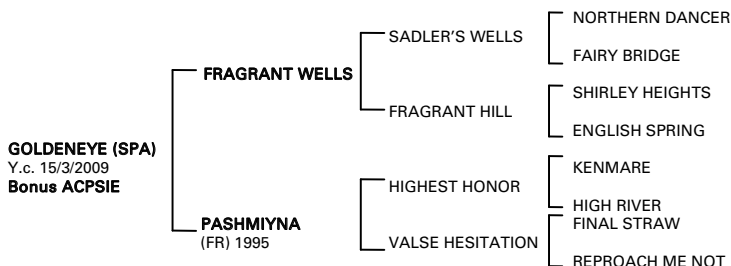 NORTHERN DANCER
SADLER'S WELLS
FAIRY BRIDGE
FRAGRANT WELLS
SHIRLEY HEIGHTS
FRAGRANT HILL
ENGLISH SPRING
GOLDENEYE (SPA)
Y.c. 15/3/2009
Bonus ACPSIE
KENMARE
HIGHEST HONOR
HIGH RIVER
PASHMIYNA
(FR) 1995
FINAL STRAW
VALSE HESITATION
REPROACH ME NOT